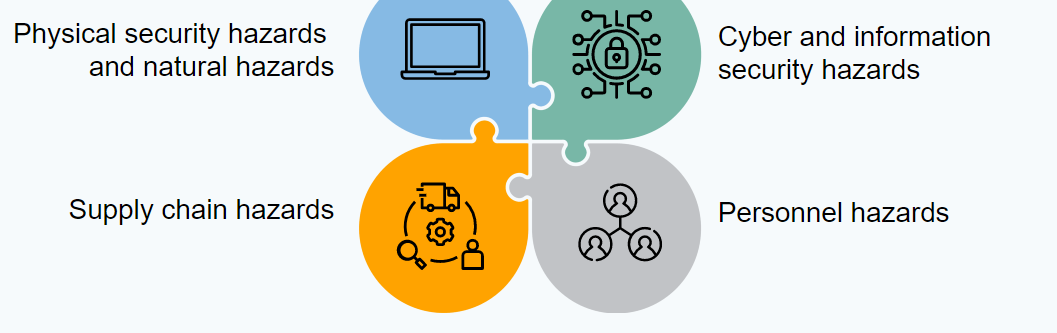 Physical security hazards
and natural hazards
Cyber and information
security hazards
Supply chain hazards
Personnel hazards